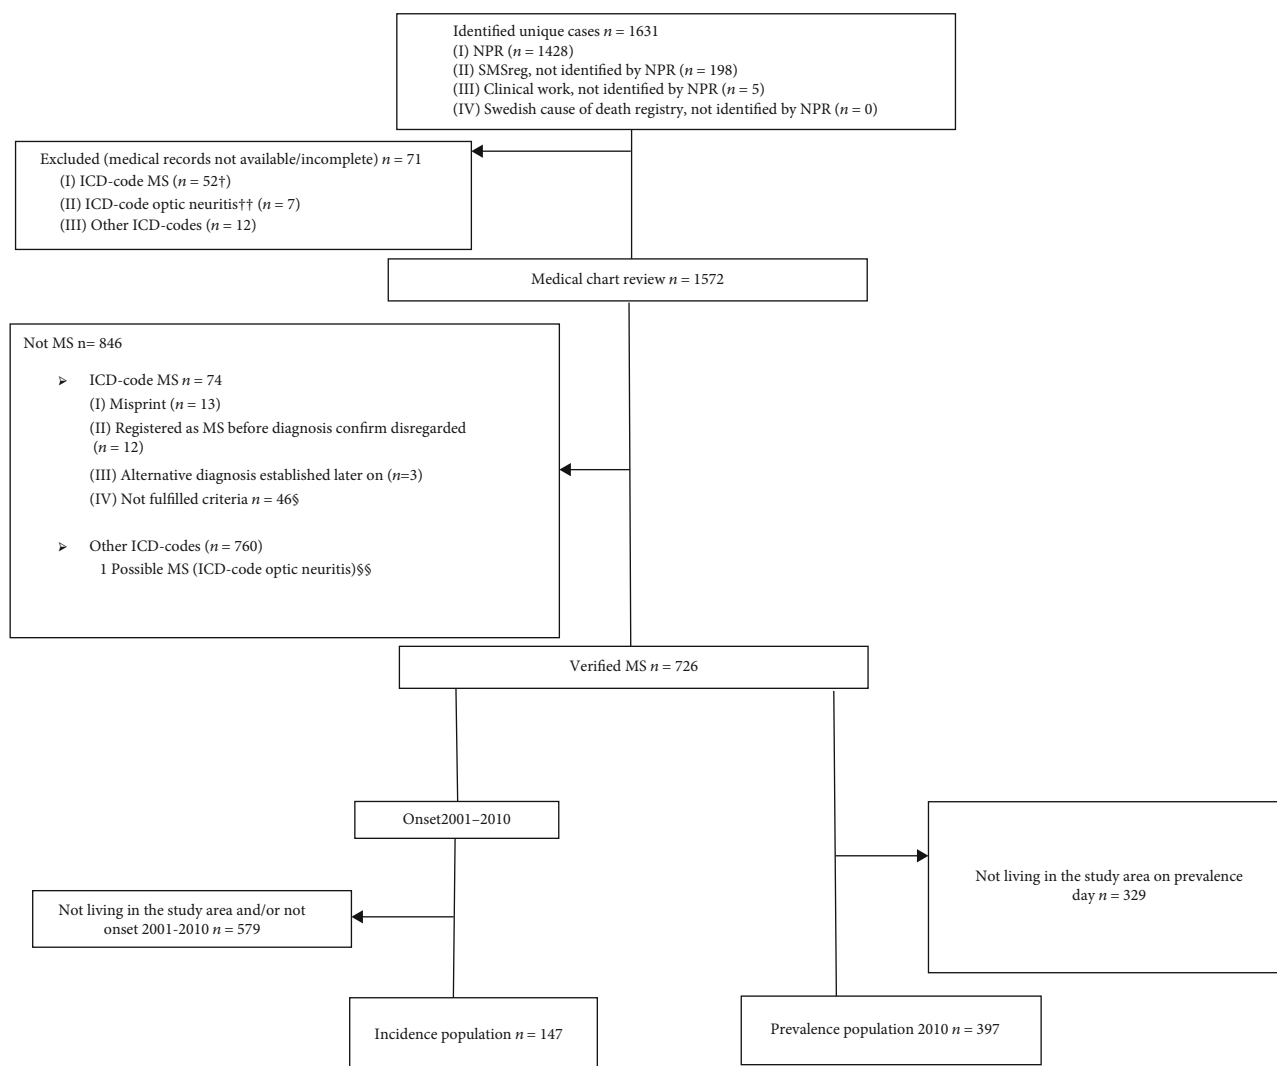 Identified unique cases n = 1631
(I) NPR (n = 1428)
(II) SMSreg, not identified by NPR (n = 198)
(III) Clinical work, not identified by NPR (n = 5)
(IV) Swedish cause of death registry, not identified by NPR (n = 0)
Excluded (medical records not available/incomplete) n = 71
(I) ICD-code MS (n = 52†)
(II) ICD-code optic neuritis†† (n = 7)
(III) Other ICD-codes (n = 12)
Medical chart review n = 1572
Not MS n= 846
➢ ICD-code MS n = 74
(I) Misprint (n = 13)
(II) Registered as MS before diagnosis confirm disregarded
(n = 12)
(III) Alternative diagnosis established later on (n=3)
(IV) Not fulfilled criteria n = 46§
➢ Other ICD-codes (n = 760)
1 Possible MS (ICD-code optic neuritis)§§
Verified MS n = 726
Onset2001–2010
Not living in the study area on prevalence
day n = 329
Not living in the study area and/or not
onset 2001-2010 n = 579
Incidence population n = 147
Prevalence population 2010 n = 397